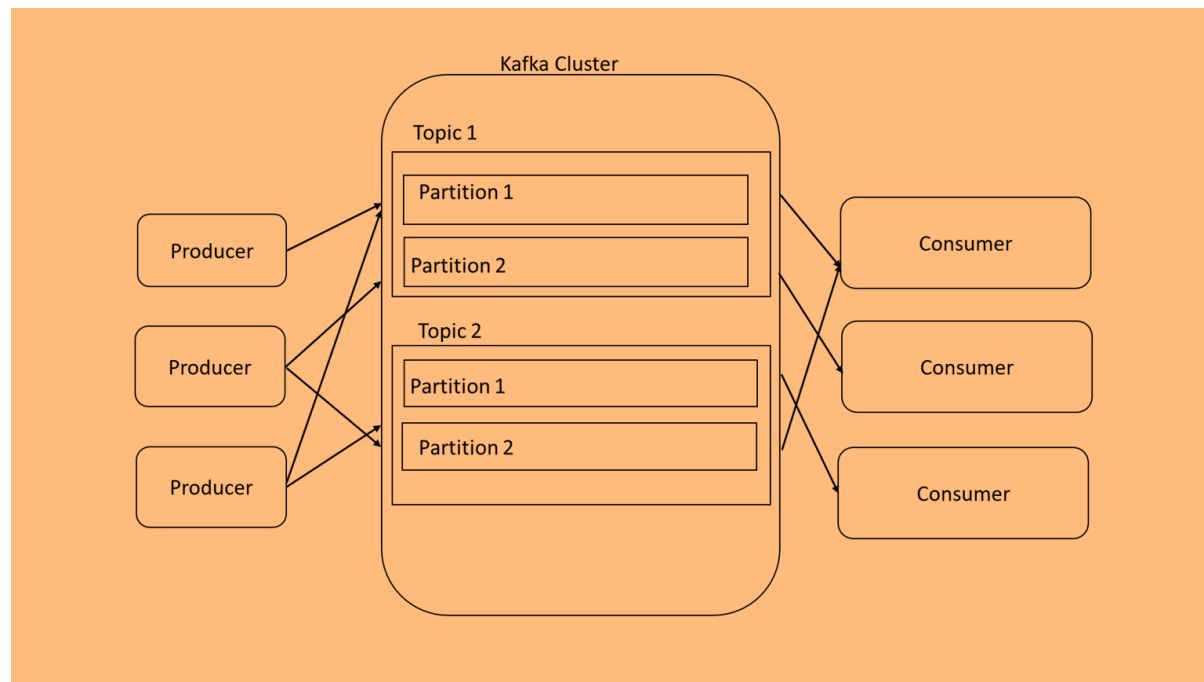 Kafka Cluster
Topic 1
Partition 1
Partition 2
Topic 2
Partition 1
Partition 2
Producer
Producer
Producer
Consumer
Consumer
Consumer